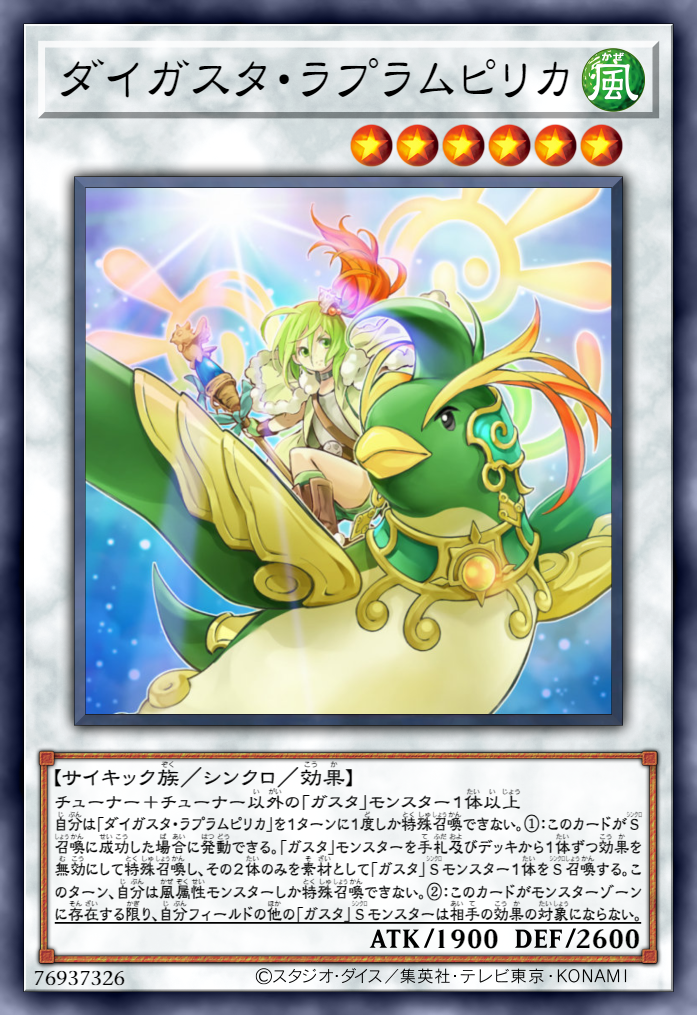 ダイガスタ・ラプラムピリカ
風
【サイキック族／シンクロ／効果】
チューナー＋チューナー以外の「ガスタ」モンスター１体以上
自分は「ダイガスタ・ラプラムピリカ」を１ターンに１度しか特殊召喚できない。①：このカードがＳ
召喚に成功した場合に発動できる。「ガスタ」モンスターを手札及びデッキから１体ずつ効果を
無効にして特殊召喚し、その２体のみを素材として「ガスタ」Ｓモンスター１体をＳ召喚する。こ
のターン、自分は風属性モンスターしか特殊召喚できない。②：このカードがモンスターゾーン
に存在する限り、自分フィールドの他の「ガスタ」Ｓモンスターは相手の効果の対象にならない。
ATK/1900 DEF/2600
76937326 ©スタジオ・ダイス／集英社・テレビ東京・KONAMI